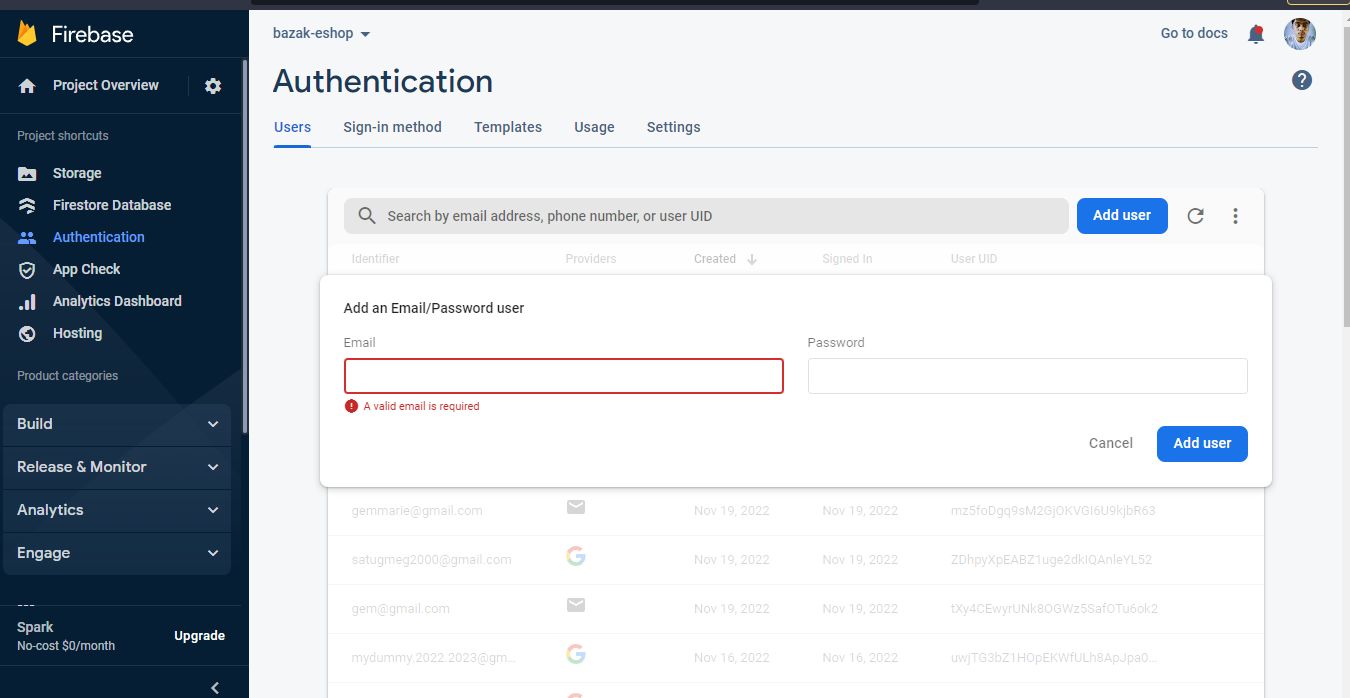 Firebase
Project Overview
Project shortcuts
Storage
Firestore Database
Authentication
App Check
Analytics Dashboard
Hosting
Product categories
Build
Release & Monitor
Analytics
Engage
Spark
No-cost $0/month
Upgrade
bazak-eshop
Go to docs
Authentication
Users Sign-in method Templates Usage Settings
Search by email address, phone number, or user UID
Add user
Identifier Providers Created Signed In User UID
Add an Email/Password user
Email Password
A valid email is required
Cancel Add user
gemmarie@gmail.com Nov 19, 2022 Nov 19, 2022 mz5foDgq9sM2GjOKVGI6U9kjbR63
satugmeg2000@gmail.com Nov 19, 2022 Nov 19, 2022 ZDhpyXpEABZ1uge2dkIQAnleYL52
gem@gmail.com Nov 19, 2022 Nov 19, 2022 tXy4CEwyrUNk8OGWz5SafOTu6ok2
mydummy.2022.2023@gm... Nov 16, 2022 Nov 16, 2022 uwjTG3bZ1HOpEKWfULh8ApJpa0...